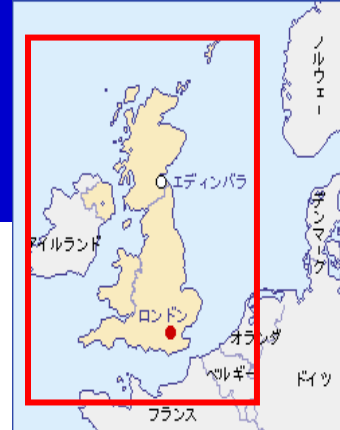 ノルウェー
エディンバラ
デンマーク
アイルランド
ロンドン
オランダ
ベルギー
ドイツ
フランス